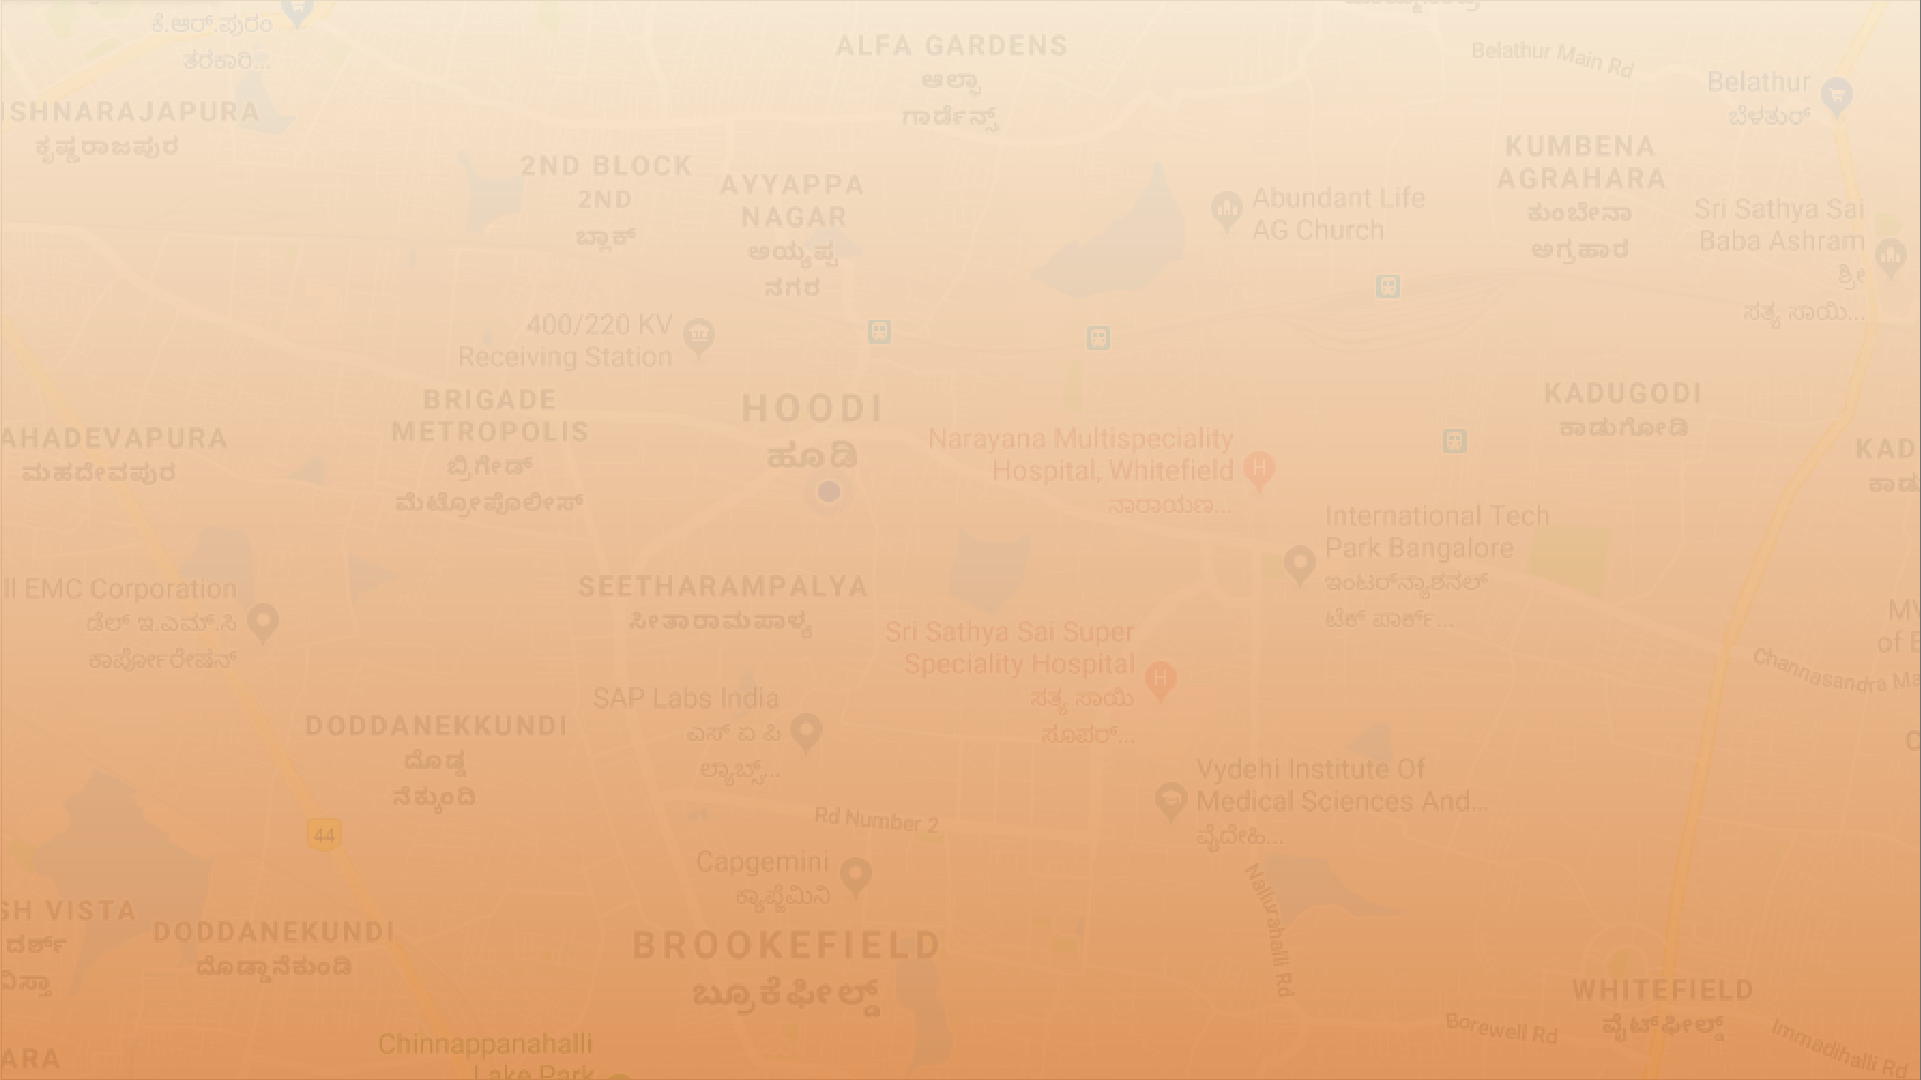 ಕೆ.ಆರ್.ಪುರಂ
ತರಕಾರಿ...
ALFA GARDENS
ಆಲ್ಫಾ
ಗಾರ್ಡೆನ್ಸ್
Belathur Main Rd
Belathur
ಬೆಳತುರ್
ISHNARAJAPURA
ಕೃಷ್ಣರಾಜಪುರ
2ND BLOCK
2ND
ಬ್ಲಾಕ್
AYYAPPA
NAGAR
ಅಯ್ಯಪ್ಪ
ನಗರ
Abundant Life
AG Church
KUMBENA
AGRAHARA
ಕುಂಬೇನಾ
ಅಗ್ರಹಾರ
Sri Sathya Sai
Baba Ashram
ಶ್ರೀ
ಸತ್ಯ ಸಾಯಿ...
400/220 KV
Receiving Station
BRIGADE
METROPOLIS
ಬ್ರಿಗೇಡ್
ಮೆಟ್ರೋಪೊಲೀಸ್
HOODI
ಹೂಡಿ
Narayana Multispeciality
Hospital, Whitefield
ನಾರಾಯಣ...
KADUGODI
ಕಾಡುಗೋಡಿ
KAD
ಕಾಡು
AHADEVAPURA
ಮಹದೇವಪುರ
International Tech
Park Bangalore
ಇಂಟರ್‌ನ್ಯಾಶನಲ್
ಟೆಕ್ ಪಾರ್ಕ್...
ll EMC Corporation
ಡೆಲ್ ಇ.ಎಮ್.ಸಿ
ಕಾರ್ಪೋರೇಷನ್
SEETHARAMPALYA
ಸೀತಾರಾಮಪಾಳ್ಯ
Sri Sathya Sai Super
Speciality Hospital
ಸತ್ಯ ಸಾಯಿ
ಸೂಪರ್...
of E
Channasandra Ma
SAP Labs India
ಎಸ್ ಏ ಪಿ
ಲ್ಯಾಬ್ಸ್...
DODDANEKKUNDI
ದೊಡ್ಡ
ನೆಕ್ಕುಂದಿ
Vydehi Institute Of
Medical Sciences And...
ವೈದೇಹಿ...
44
Rd Number 2
Capgemini
ಕ್ಯಾಪ್ಜೆಮಿನಿ
Nallurahalli Rd
SH VISTA
ದರ್ಶ್
ವಿಸ್ತಾ
DODDANEKUNDI
ದೊಡ್ಡಾನೆಕುಂಡಿ
BROOKEFIELD
ಬ್ರೂಕೆಫೀಲ್ಡ್
WHITEFIELD
ವೈಟ್‌ಫೀಲ್ಡ್
Borewell Rd
Immadihalli Rd
ARA
Chinnappanahalli
Lake Park